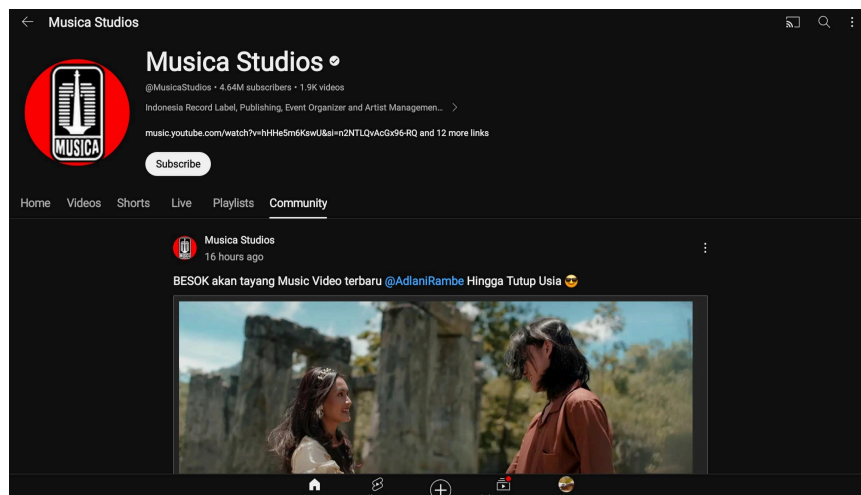 Musica Studios
Musica Studios
@MusicaStudios • 4.64M subscribers • 1.9K videos
Indonesia Record Label, Publishing, Event Organizer and Artist Managemen...
music.youtube.com/watch?v=hHHe5m6KswU&si=n2NTLQvAcGx96-RQ and 12 more links
MUSICA
Subscribe
Home Videos Shorts Live Playlists Community
Musica Studios
16 hours ago
BESOK akan tayang Music Video terbaru @AdlaniRambe Hingga Tutup Usia 😎